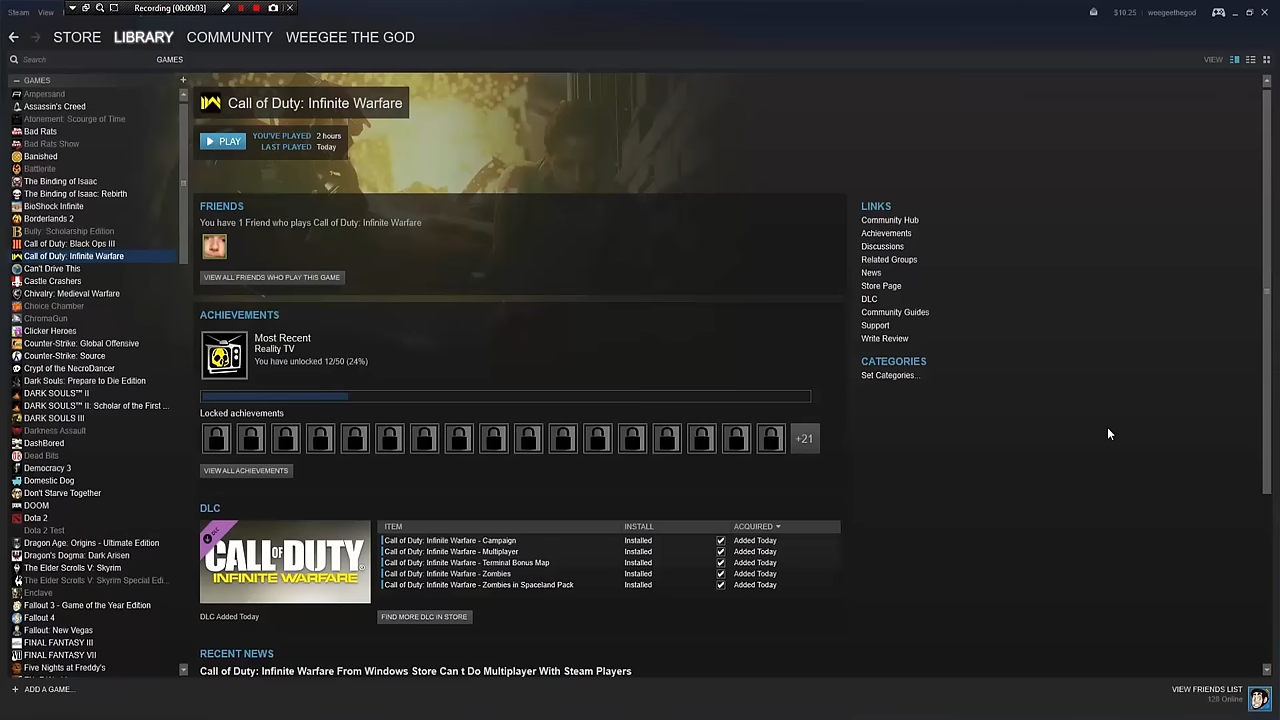 Steam View
Recording [00:00:03]
$10.25 weegeethegod
STORE LIBRARY COMMUNITY WEEGEE THE GOD
Search GAMES
VIEW
GAMES
Ampersand
Assassin's Creed
Atonement: Scourge of Time
Bad Rats
Bad Rats Show
Banished
Battlerite
The Binding of Isaac
The Binding of Isaac: Rebirth
BioShock Infinite
Borderlands 2
Bully: Scholarship Edition
Call of Duty: Black Ops III
Call of Duty: Infinite Warfare
Can't Drive This
Castle Crashers
Chivalry: Medieval Warfare
Choice Chamber
ChromaGun
Clicker Heroes
Counter-Strike: Global Offensive
Counter-Strike: Source
Crypt of the NecroDancer
Dark Souls: Prepare to Die Edition
DARK SOULS™ II
DARK SOULS™ II: Scholar of the First ...
DARK SOULS III
Darkness Assault
DashBored
Dead Bits
Democracy 3
Domestic Dog
Don't Starve Together
DOOM
Dota 2
Dota 2 Test
Dragon Age: Origins - Ultimate Edition
Dragon's Dogma: Dark Arisen
The Elder Scrolls V: Skyrim
The Elder Scrolls V: Skyrim Special Edi...
Enclave
Fallout 3 - Game of the Year Edition
Fallout 4
Fallout: New Vegas
FINAL FANTASY III
FINAL FANTASY VII
Five Nights at Freddy's
ADD A GAME...
Call of Duty: Infinite Warfare
PLAY
YOU'VE PLAYED 2 hours
LAST PLAYED Today
FRIENDS
You have 1 Friend who plays Call of Duty: Infinite Warfare
VIEW ALL FRIENDS WHO PLAY THIS GAME
ACHIEVEMENTS
Most Recent
Reality TV
You have unlocked 12/50 (24%)
Locked achievements
+21
VIEW ALL ACHIEVEMENTS
DLC
DLC
CALL OF DUTY
INFINITE WARFARE
DLC Added Today
ITEM INSTALL ACQUIRED
Call of Duty: Infinite Warfare - Campaign Installed Added Today
Call of Duty: Infinite Warfare - Multiplayer Installed Added Today
Call of Duty: Infinite Warfare - Terminal Bonus Map Installed Added Today
Call of Duty: Infinite Warfare - Zombies Installed Added Today
Call of Duty: Infinite Warfare - Zombies in Spaceland Pack Installed Added Today
FIND MORE DLC IN STORE
RECENT NEWS
Call of Duty: Infinite Warfare From Windows Store Can t Do Multiplayer With Steam Players
LINKS
Community Hub
Achievements
Discussions
Related Groups
News
Store Page
DLC
Community Guides
Support
Write Review
CATEGORIES
Set Categories...
VIEW FRIENDS LIST
128 Online